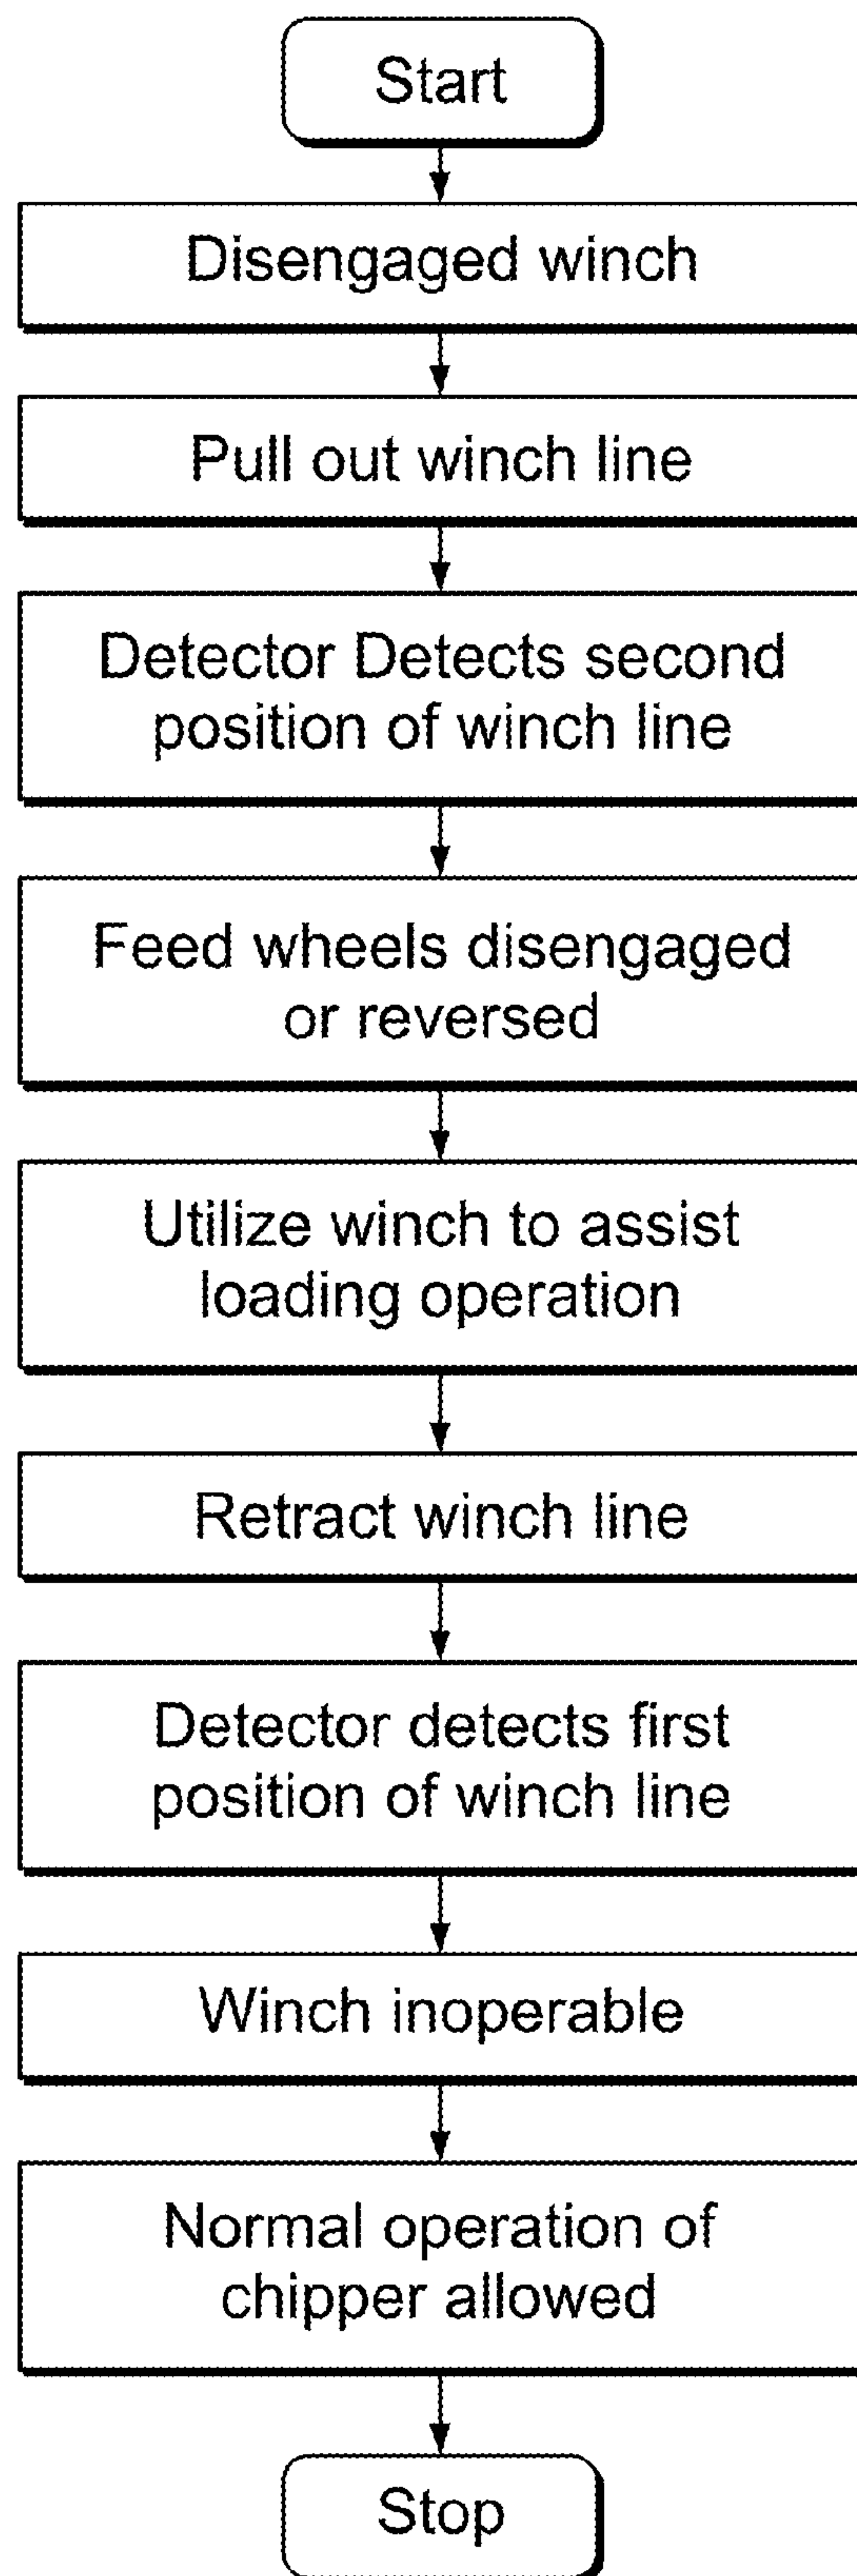 Start
Disengaged winch
Pull out winch line
Detector Detects second
position of winch line
Feed wheels disengaged
or reversed
Utilize winch to assist
loading operation
Retract winch line
Detector detects first
position of winch line
Winch inoperable
Normal operation of
chipper allowed
Stop